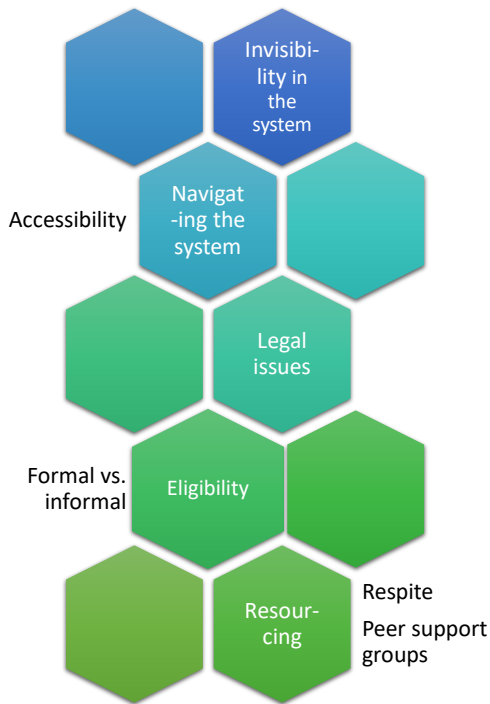 Invisibi-
lity in
the
system
Accessibility
Navigat
-ing the
system
Legal
issues
Formal vs.
informal
Eligibility
Resour-
cing
Respite
Peer support
groups